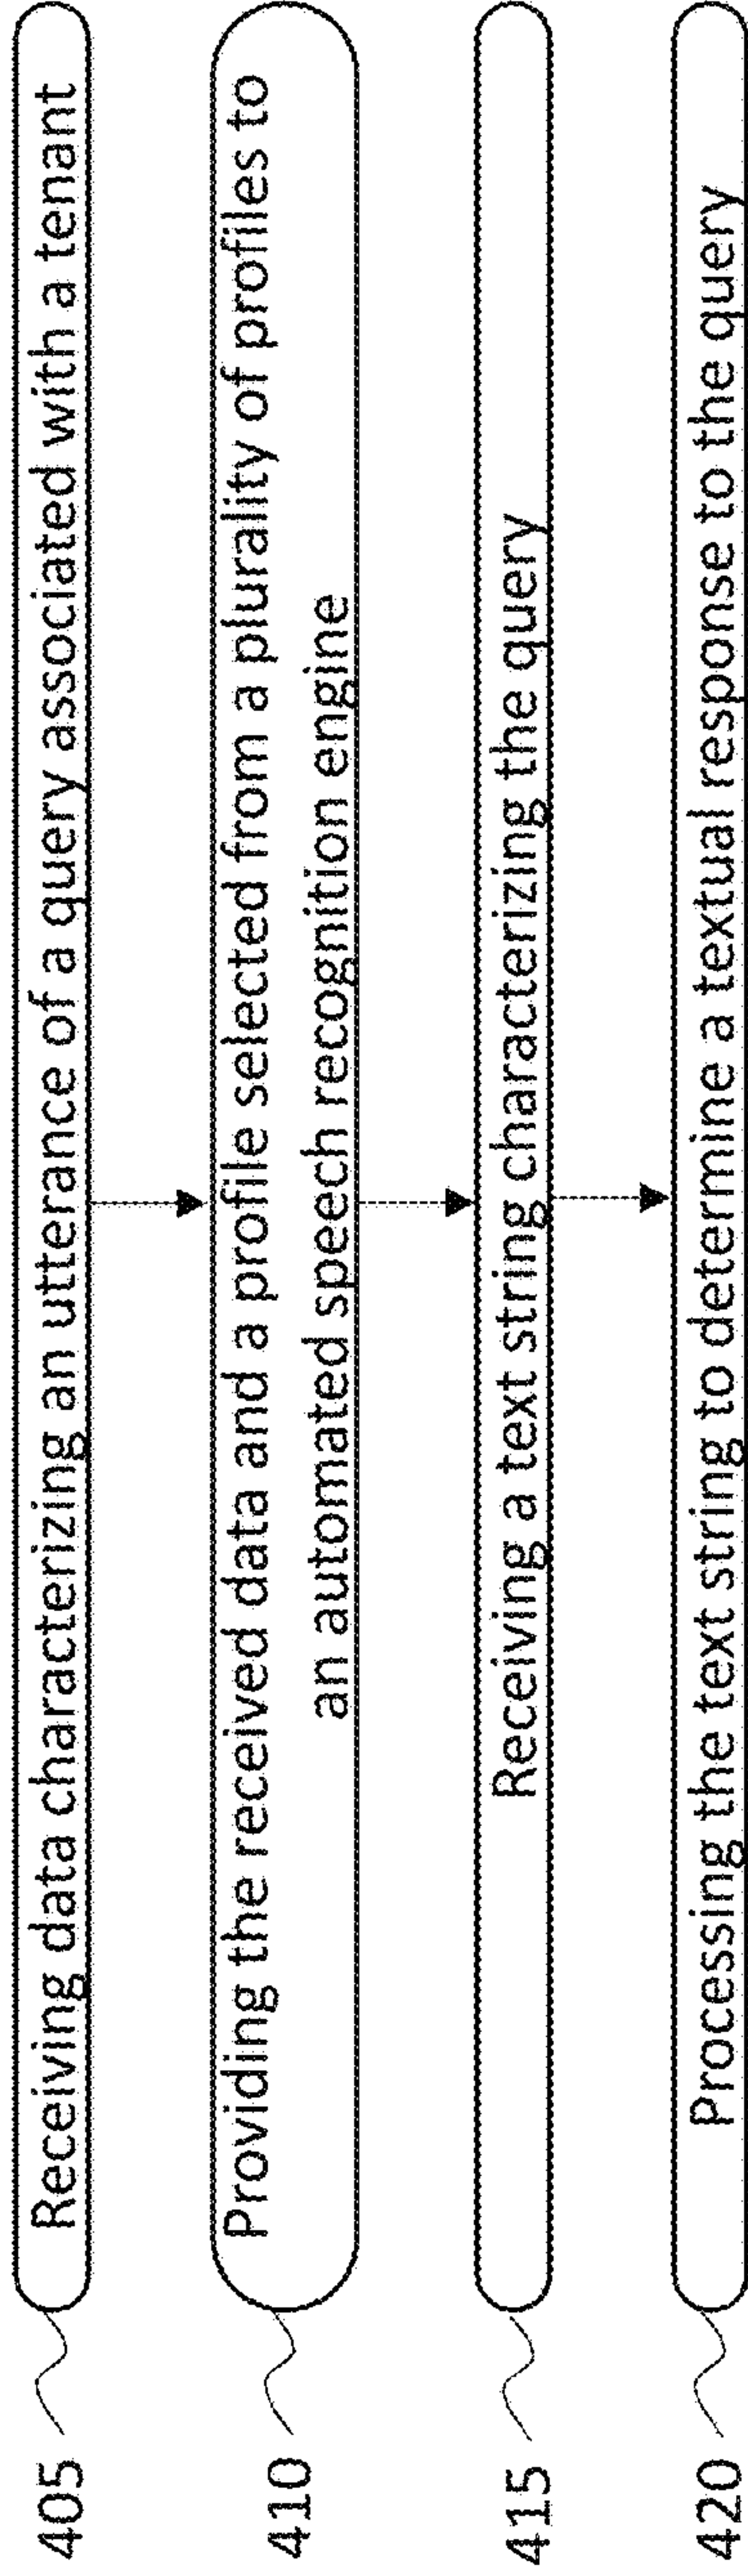 405
Receiving data characterizing an utterance of a query associated with a tenant
410
Providing the received data and a profile selected from a plurality of profiles to
an automated speech recognition engine
415
Receiving a text string characterizing the query
420
Processing the text string to determine a textual response to the query